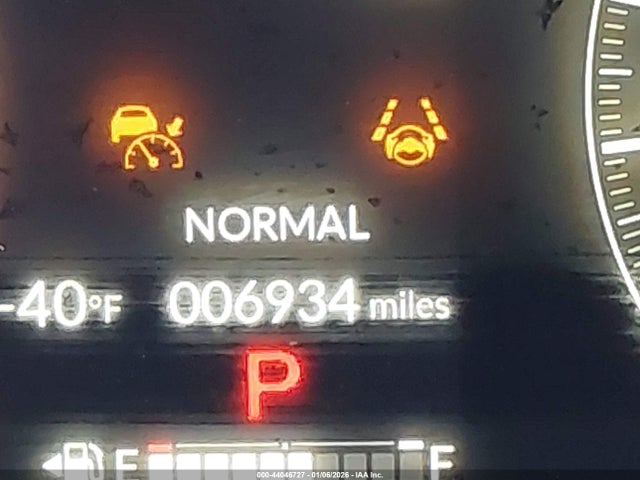 NORMAL
-40°F 006934 miles
P
E F
000-44046727 - 01/06/2026 - IAA Inc.